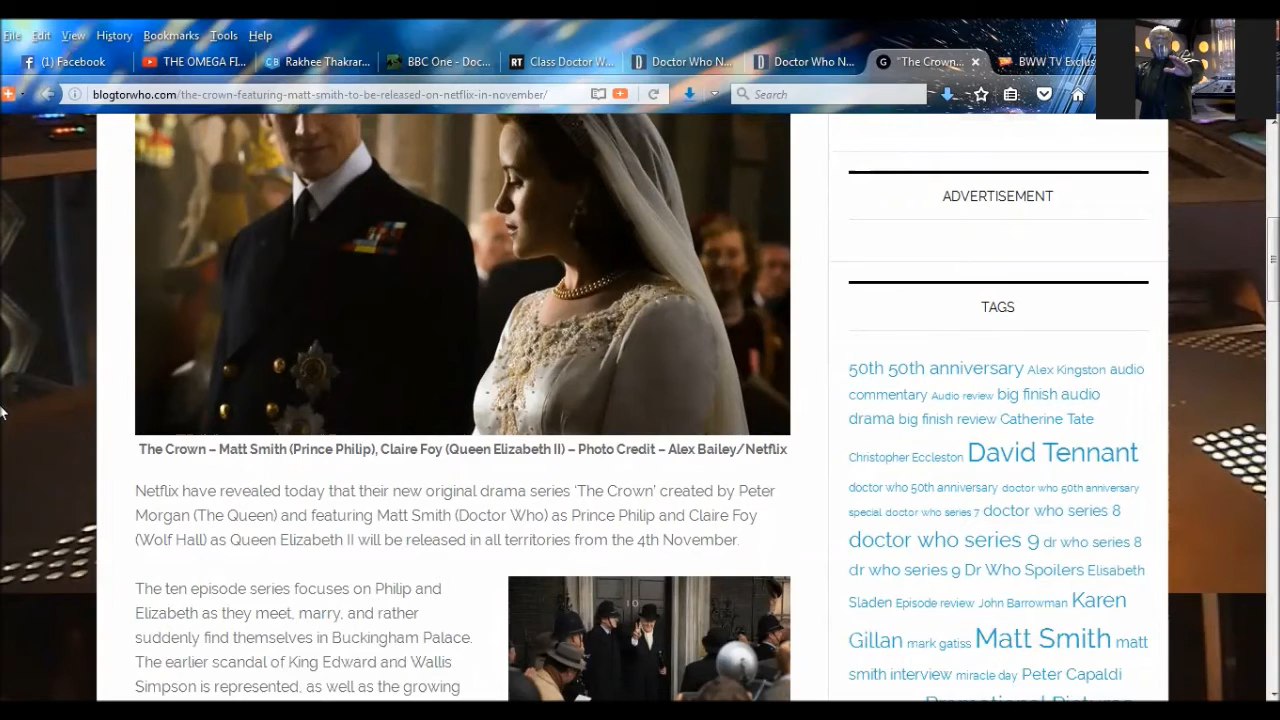 File Edit View History Bookmarks Tools Help
(1) Facebook
THE OMEGA FI...
Rakhee Thakrar...
BBC One - Doc...
Class Doctor W...
Doctor Who N...
Doctor Who N...
"The Crown...
BWW TV Exclus
blogtorwho.com/the-crown-featuring-matt-smith-to-be-released-on-netflix-in-november/
Search
The Crown – Matt Smith (Prince Philip), Claire Foy (Queen Elizabeth II) – Photo Credit – Alex Bailey/Netflix
Netflix have revealed today that their new original drama series 'The Crown' created by Peter
Morgan (The Queen) and featuring Matt Smith (Doctor Who) as Prince Philip and Claire Foy
(Wolf Hall) as Queen Elizabeth II will be released in all territories from the 4th November.
The ten episode series focuses on Philip and
Elizabeth as they meet, marry, and rather
suddenly find themselves in Buckingham Palace.
The earlier scandal of King Edward and Wallis
Simpson is represented, as well as the growing
10
ADVERTISEMENT
TAGS
50th 50th anniversary Alex Kingston audio
commentary Audio review big finish audio
drama big finish review Catherine Tate
Christopher Eccleston David Tennant
doctor who 50th anniversary doctor who 50th anniversary
special doctor who series 7 doctor who series 8
doctor who series 9 dr who series 8
dr who series 9 Dr Who Spoilers Elisabeth
Sladen Episode review John Barrowman Karen
Gillan mark gatiss Matt Smith matt
smith interview miracle day Peter Capaldi
Promotional Pictures